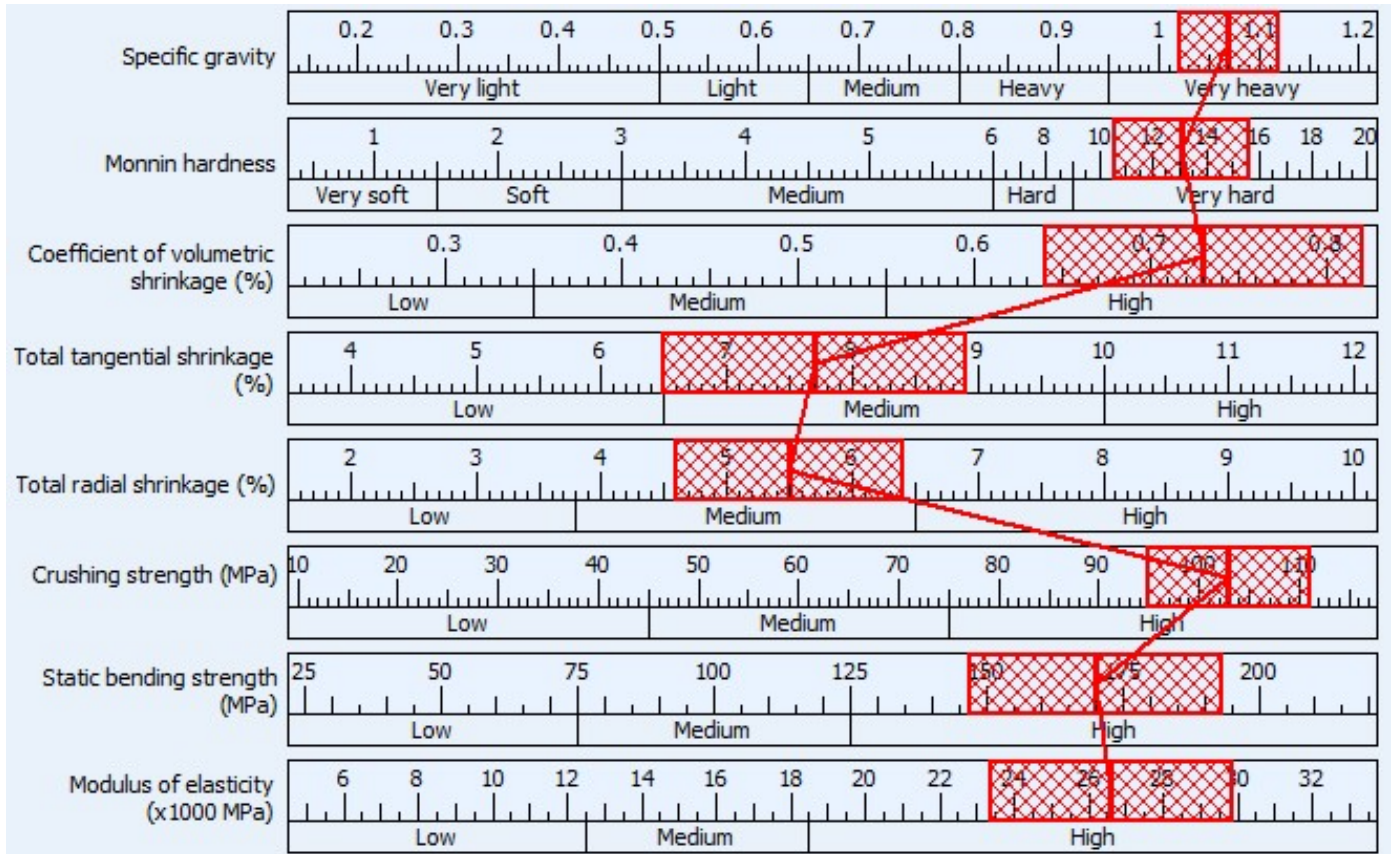 0.2 0.3 0.4 0.5 0.6 0.7 0.8 0.9 1 1.1 1.2
Specific gravity
Very light Light Medium Heavy Very heavy
1 2 3 4 5 6 8 10 12 14 16 18 20
Monnin hardness
Very soft Soft Medium Hard Very hard
0.3 0.4 0.5 0.6 0.7 0.8
Coefficient of volumetric
shrinkage (%)
Low Medium High
4 5 6 7 8 9 10 11 12
Total tangential shrinkage
(%)
Low Medium High
2 3 4 5 6 7 8 9 10
Total radial shrinkage (%)
Low Medium High
10 20 30 40 50 60 70 80 90 100 110
Crushing strength (MPa)
Low Medium High
25 50 75 100 125 150 175 200
Static bending strength
(MPa)
Low Medium High
6 8 10 12 14 16 18 20 22 24 26 28 30 32
Modulus of elasticity
(x1000 MPa)
Low Medium High